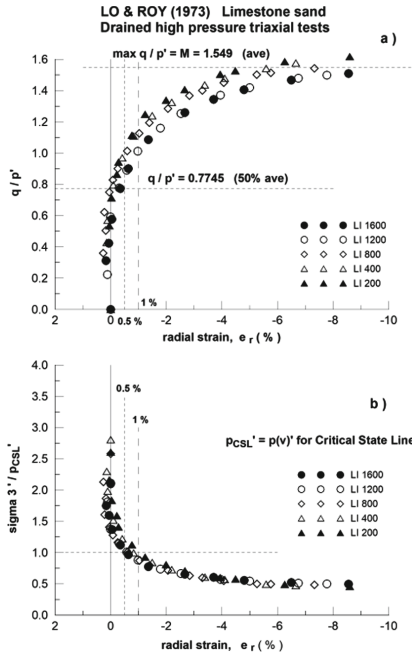 LO & ROY (1973) Limestone sand
Drained high pressure triaxial tests
a )
max q / p' = M = 1.549 (ave)
q / p' = 0.7745 (50% ave)
q / p'
1.6
1.4
1.2
1.0
0.8
0.6
0.4
0.2
0.0
LI 1600
LI 1200
LI 800
LI 400
LI 200
1 %
0.5 %
2 0 -2 -4 -6 -8 -10
radial strain, e r ( % )
b )
0.5 %
1 %
pCSL' = p(v)' for Critical State Line
sigma 3' / pCSL'
4.0
3.5
3.0
2.5
2.0
1.5
1.0
0.5
0.0
LI 1600
LI 1200
LI 800
LI 400
LI 200
2 0 -2 -4 -6 -8 -10
radial strain, e r ( % )